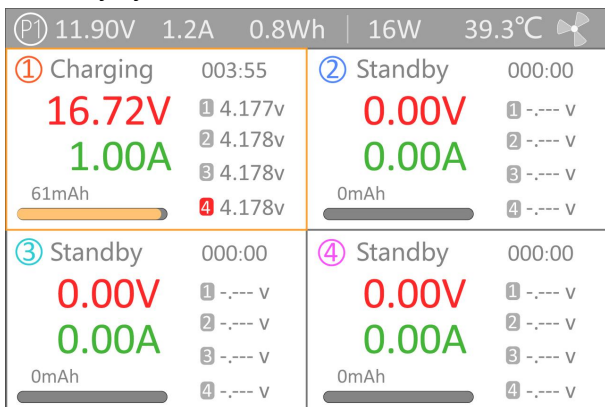 P1 11.90V 1.2A 0.8Wh 16W 39.3℃
1 Charging 003:55
16.72V
1.00A
61mAh
1 4.177v
2 4.178v
3 4.178v
4 4.178v
2 Standby 000:00
0.00V
0.00A
0mAh
1 -.--- v
2 -.--- v
3 -.--- v
4 -.--- v
3 Standby 000:00
0.00V
0.00A
0mAh
1 -.--- v
2 -.--- v
3 -.--- v
4 -.--- v
4 Standby 000:00
0.00V
0.00A
0mAh
1 -.--- v
2 -.--- v
3 -.--- v
4 -.--- v